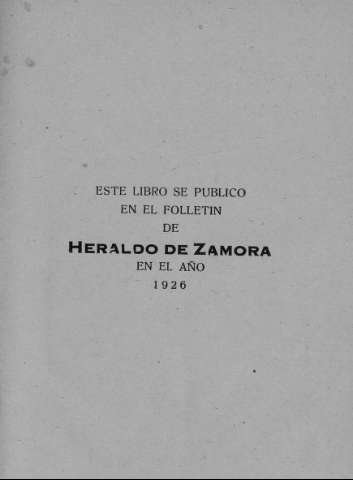 ESTE LIBRO SE PUBLICO
EN EL FOLLETIN
DE
HERALDO DE ZAMORA
EN EL AÑO
1926